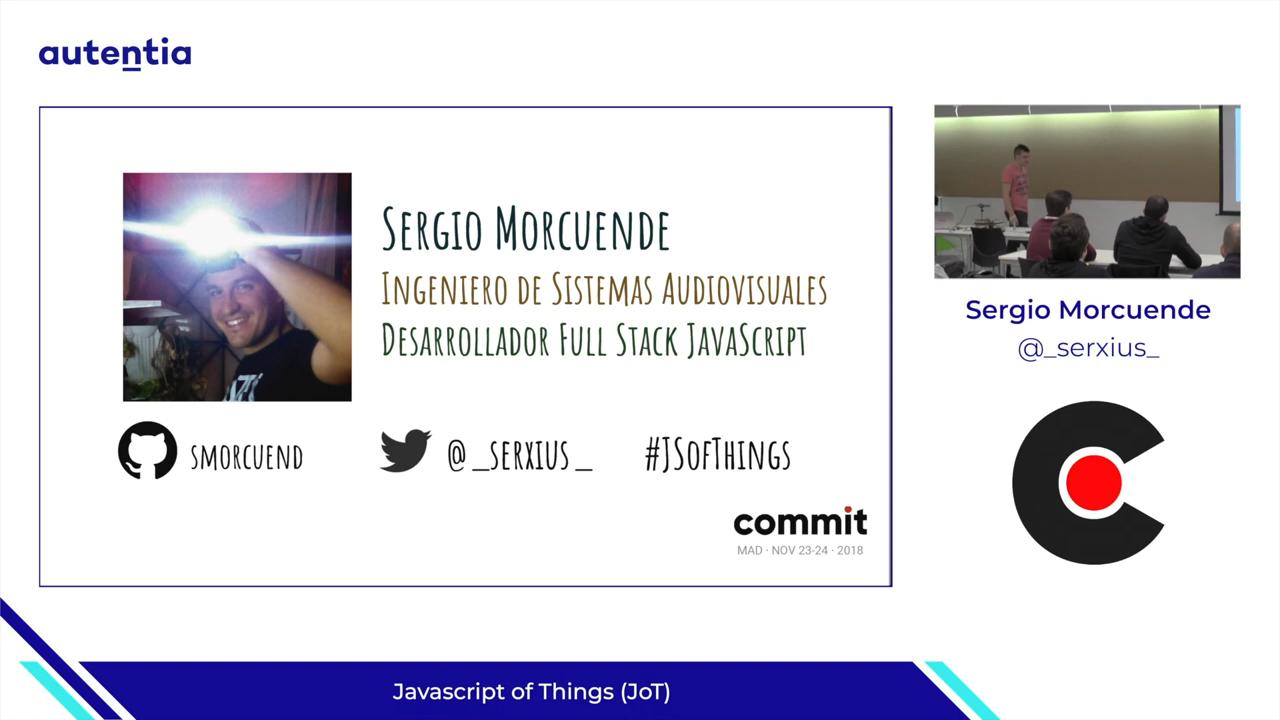 autentia
Sergio Morcuende
Ingeniero de Sistemas Audiovisuales
Desarrollador Full Stack JavaScript
smorcuend
@_serxius_
#JSofThings
commit
MAD · NOV 23-24 · 2018
Sergio Morcuende
@_serxius_
Javascript of Things (JoT)